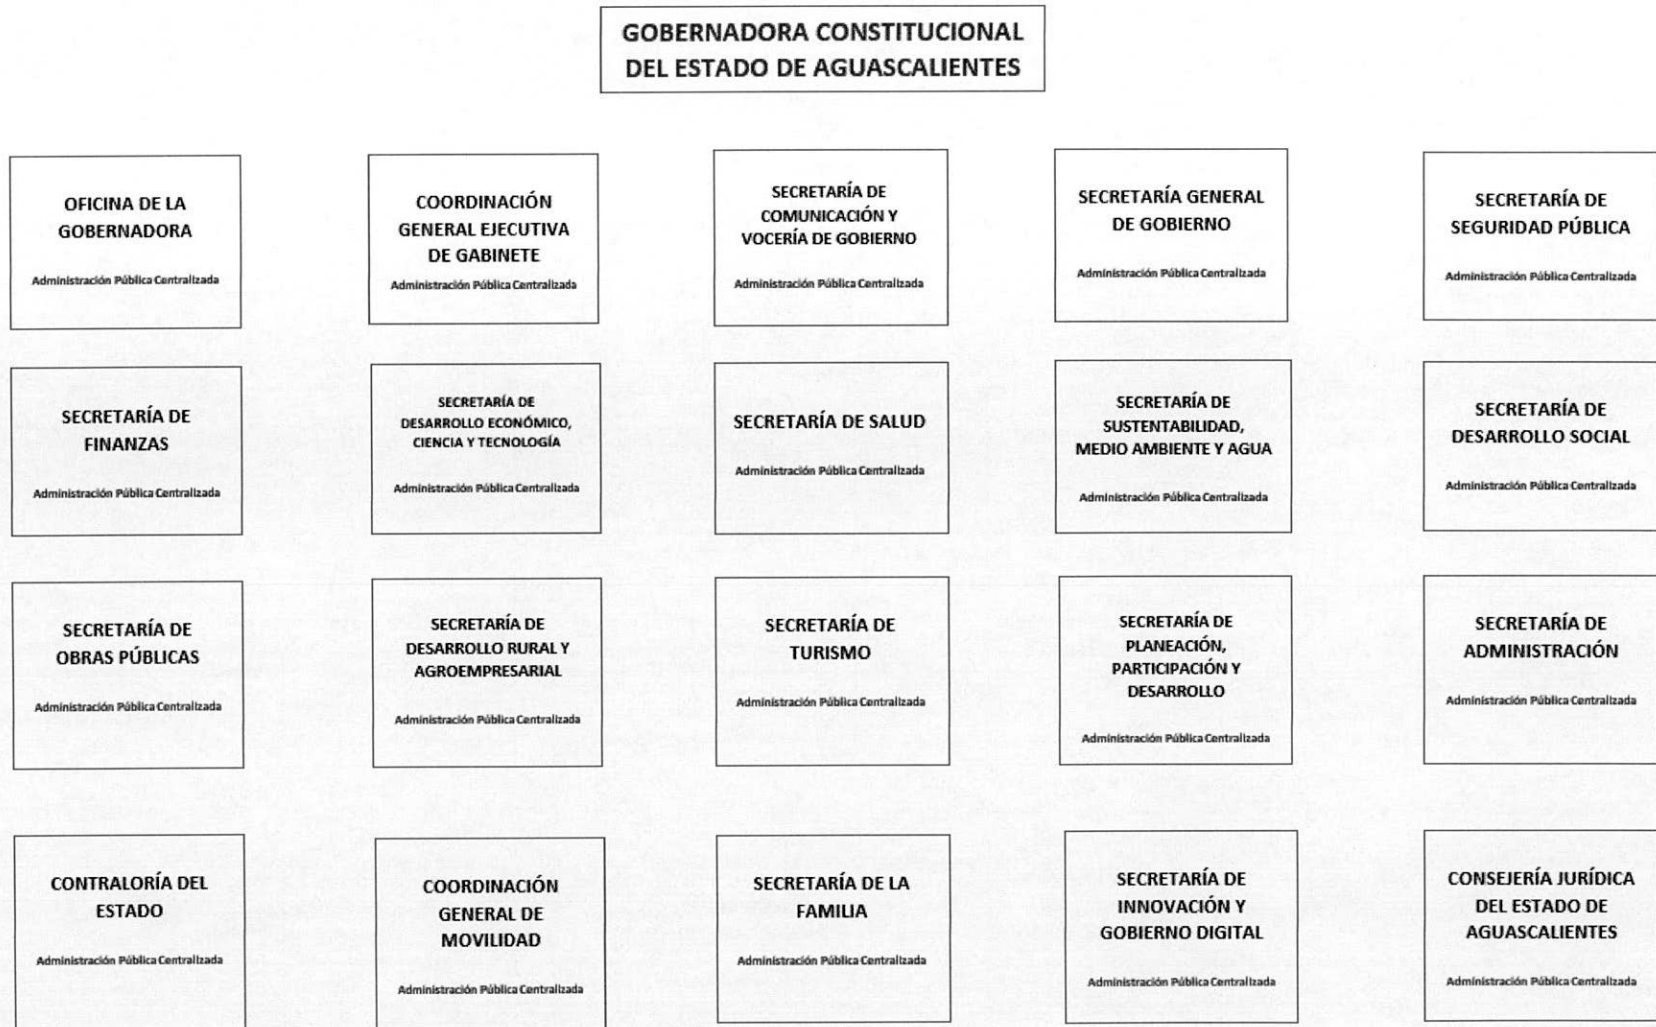 GOBERNADORA CONSTITUCIONAL
DEL ESTADO DE AGUASCALIENTES
OFICINA DE LA
GOBERNADORA
Administración Pública Centralizada
COORDINACIÓN
GENERAL EJECUTIVA
DE GABINETE
Administración Pública Centralizada
SECRETARÍA DE
COMUNICACIÓN Y
VOCERÍA DE GOBIERNO
Administración Pública Centralizada
SECRETARÍA GENERAL
DE GOBIERNO
Administración Pública Centralizada
SECRETARÍA DE
SEGURIDAD PÚBLICA
Administración Pública Centralizada
SECRETARÍA DE
FINANZAS
Administración Pública Centralizada
SECRETARÍA DE
DESARROLLO ECONÓMICO,
CIENCIA Y TECNOLOGÍA
Administración Pública Centralizada
SECRETARÍA DE SALUD
Administración Pública Centralizada
SECRETARÍA DE
SUSTENTABILIDAD,
MEDIO AMBIENTE Y AGUA
Administración Pública Centralizada
SECRETARÍA DE
DESARROLLO SOCIAL
Administración Pública Centralizada
SECRETARÍA DE
OBRAS PÚBLICAS
Administración Pública Centralizada
SECRETARÍA DE
DESARROLLO RURAL Y
AGROEMPRESARIAL
Administración Pública Centralizada
SECRETARÍA DE
TURISMO
Administración Pública Centralizada
SECRETARÍA DE
PLANEACIÓN,
PARTICIPACIÓN Y
DESARROLLO
Administración Pública Centralizada
SECRETARÍA DE
ADMINISTRACIÓN
Administración Pública Centralizada
CONTRALORÍA DEL
ESTADO
Administración Pública Centralizada
COORDINACIÓN
GENERAL DE
MOVILIDAD
Administración Pública Centralizada
SECRETARÍA DE LA
FAMILIA
Administración Pública Centralizada
SECRETARÍA DE
INNOVACIÓN Y
GOBIERNO DIGITAL
Administración Pública Centralizada
CONSEJERÍA JURÍDICA
DEL ESTADO DE
AGUASCALIENTES
Administración Pública Centralizada